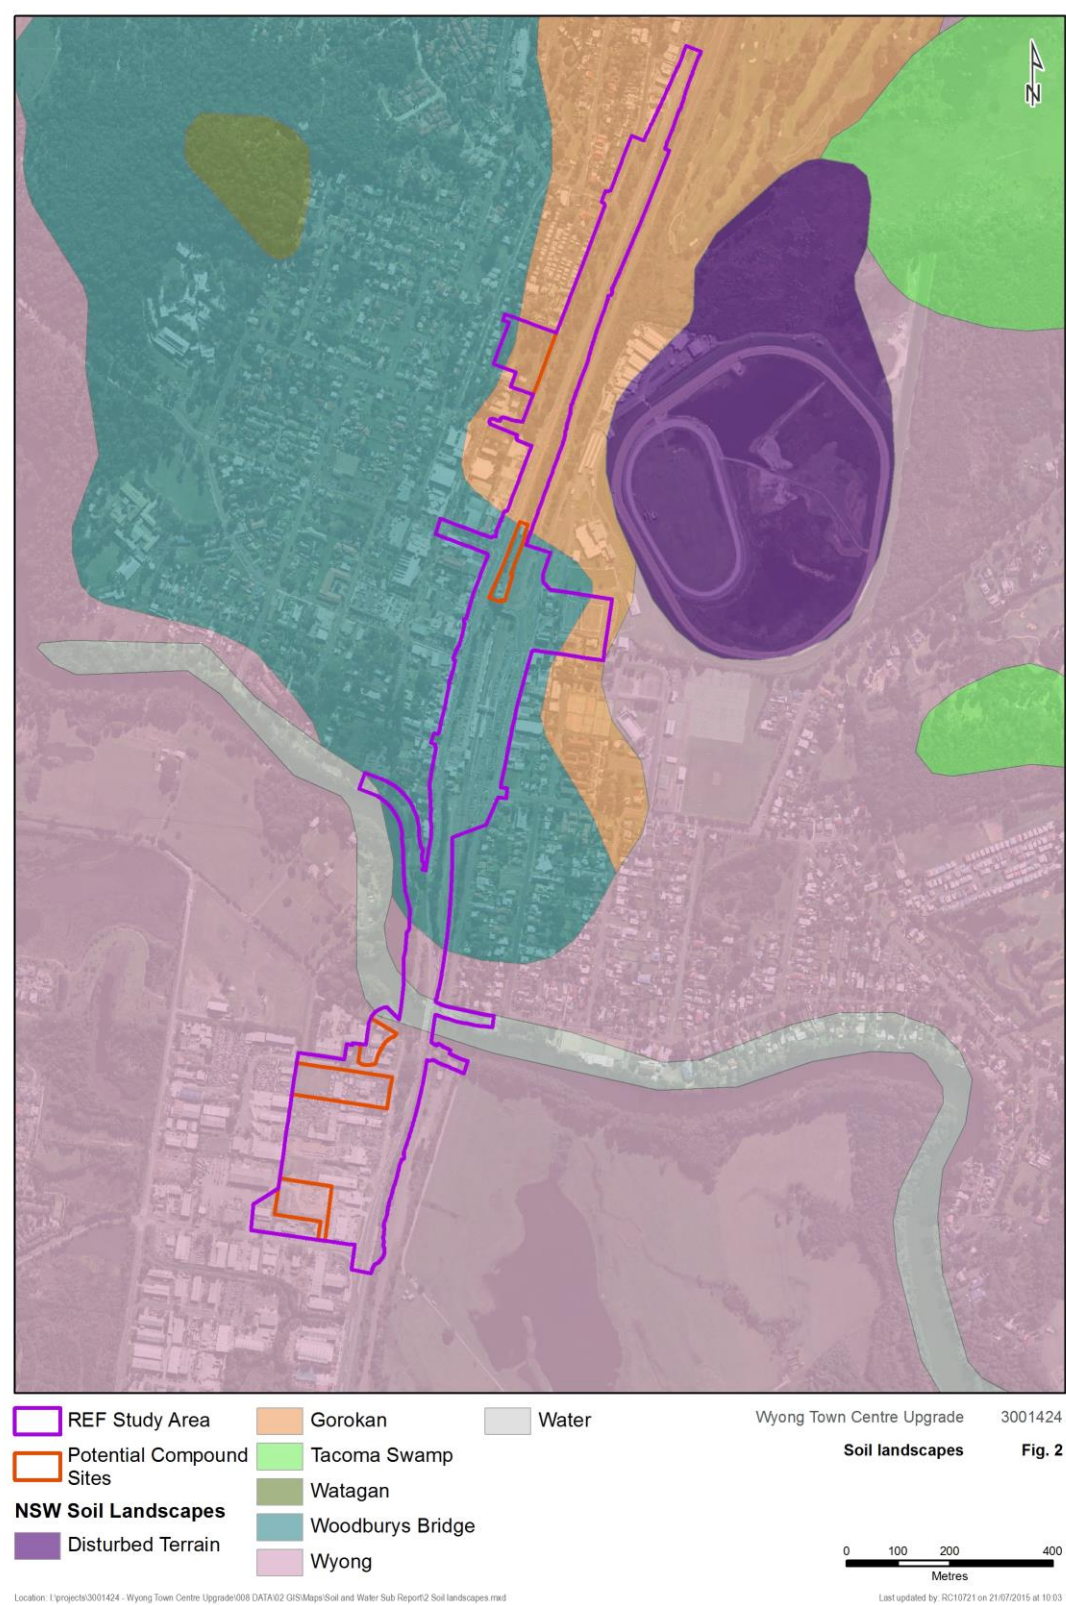 N
REF Study Area
Potential Compound
Sites
NSW Soil Landscapes
Disturbed Terrain
Gorokan
Tacoma Swamp
Watagan
Woodburys Bridge
Wyong
Water
Wyong Town Centre Upgrade 3001424
Soil landscapes Fig. 2
0 100 200 400
Metres
Location: I:\projects\3001424 - Wyong Town Centre Upgrade\008 DATA\02 GIS\Maps\Soil and Water Sub Report\2 Soil landscapes.mxd
Last updated by: RC10721 on 21/07/2015 at 10:03